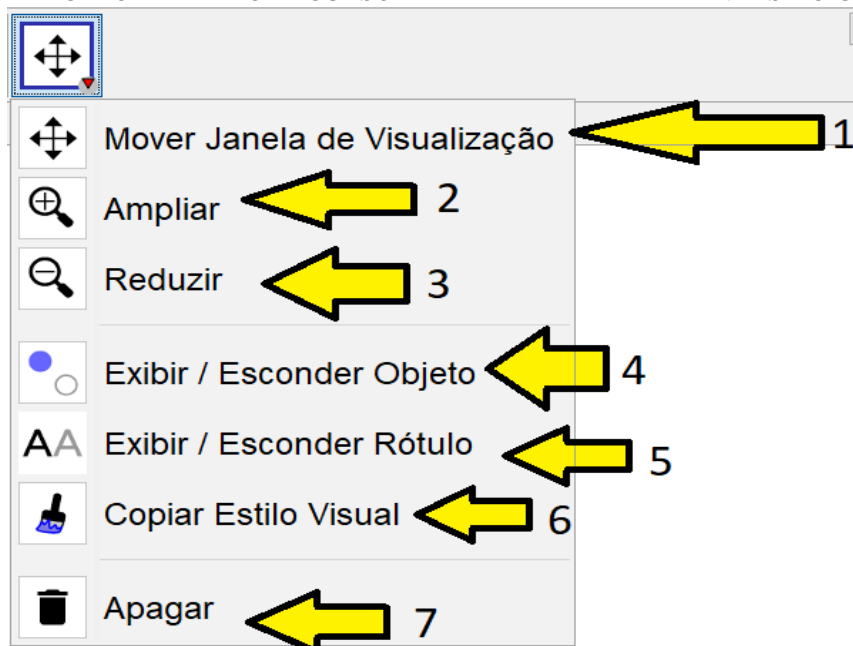 Mover Janela de Visualização 1
Ampliar 2
Reduzir 3
Exibir / Esconder Objeto 4
AA Exibir / Esconder Rótulo 5
Copiar Estilo Visual 6
Apagar 7